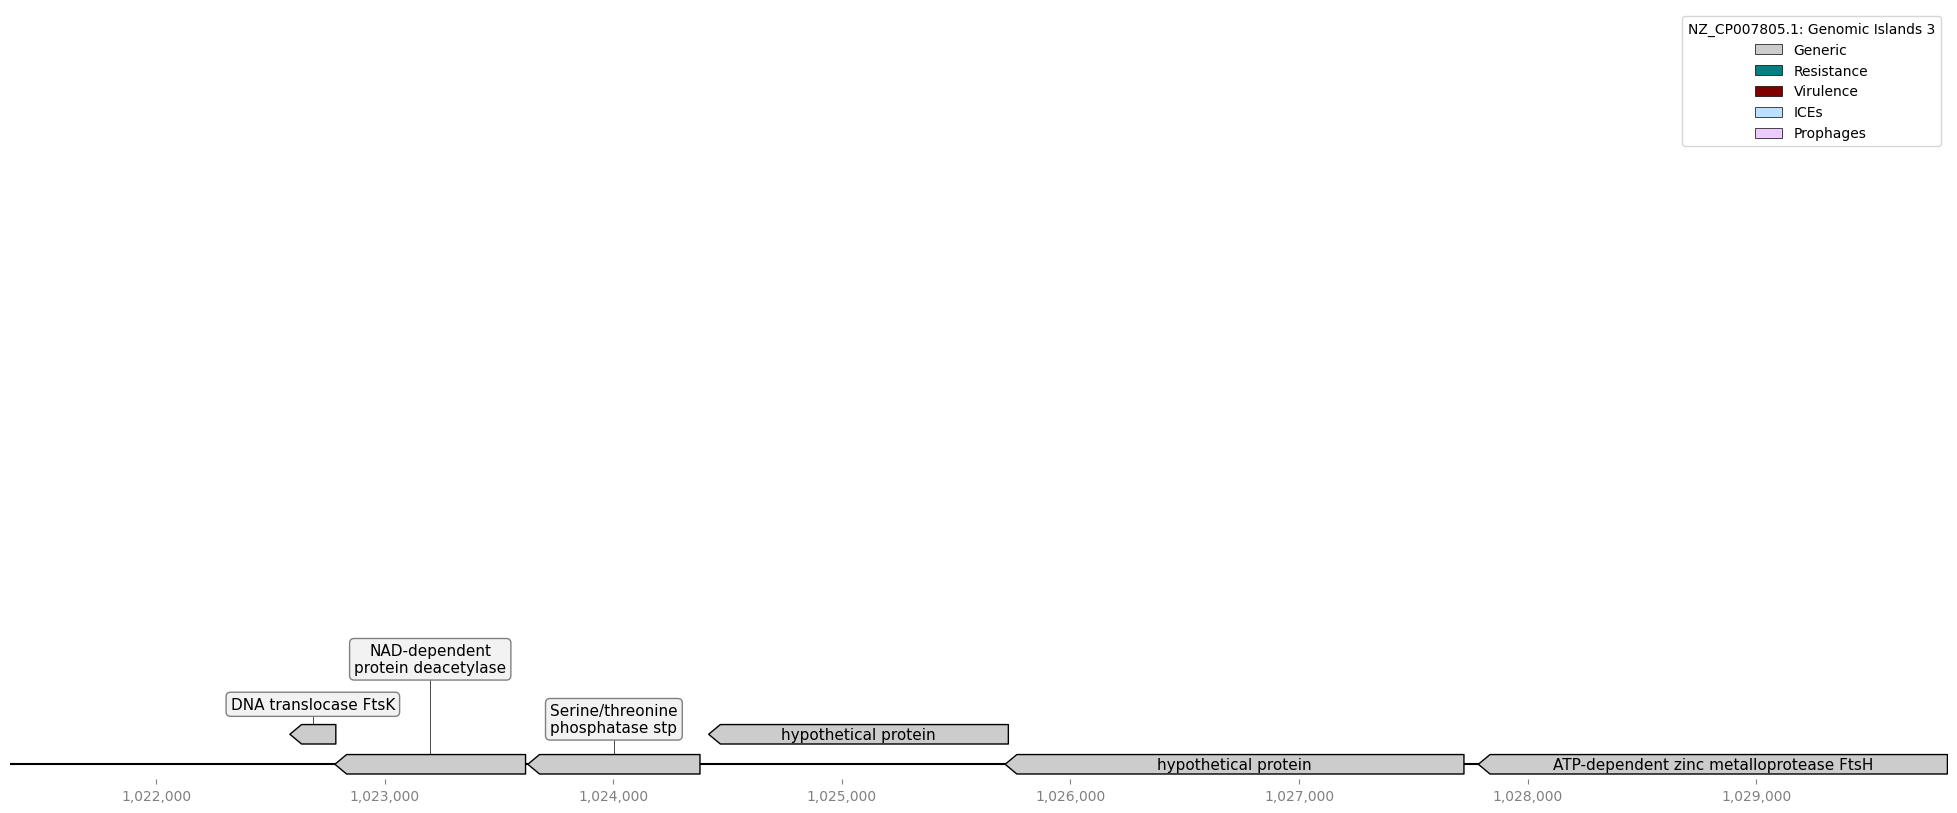 NZ_CP007805.1: Genomic Islands 3
Generic
Resistance
Virulence
ICEs
Prophages
NAD-dependent
protein deacetylase
DNA translocase FtsK
Serine/threonine
phosphatase stp
hypothetical protein
hypothetical protein
ATP-dependent zinc metalloprotease FtsH
1,022,000
1,023,000
1,024,000
1,025,000
1,026,000
1,027,000
1,028,000
1,029,000